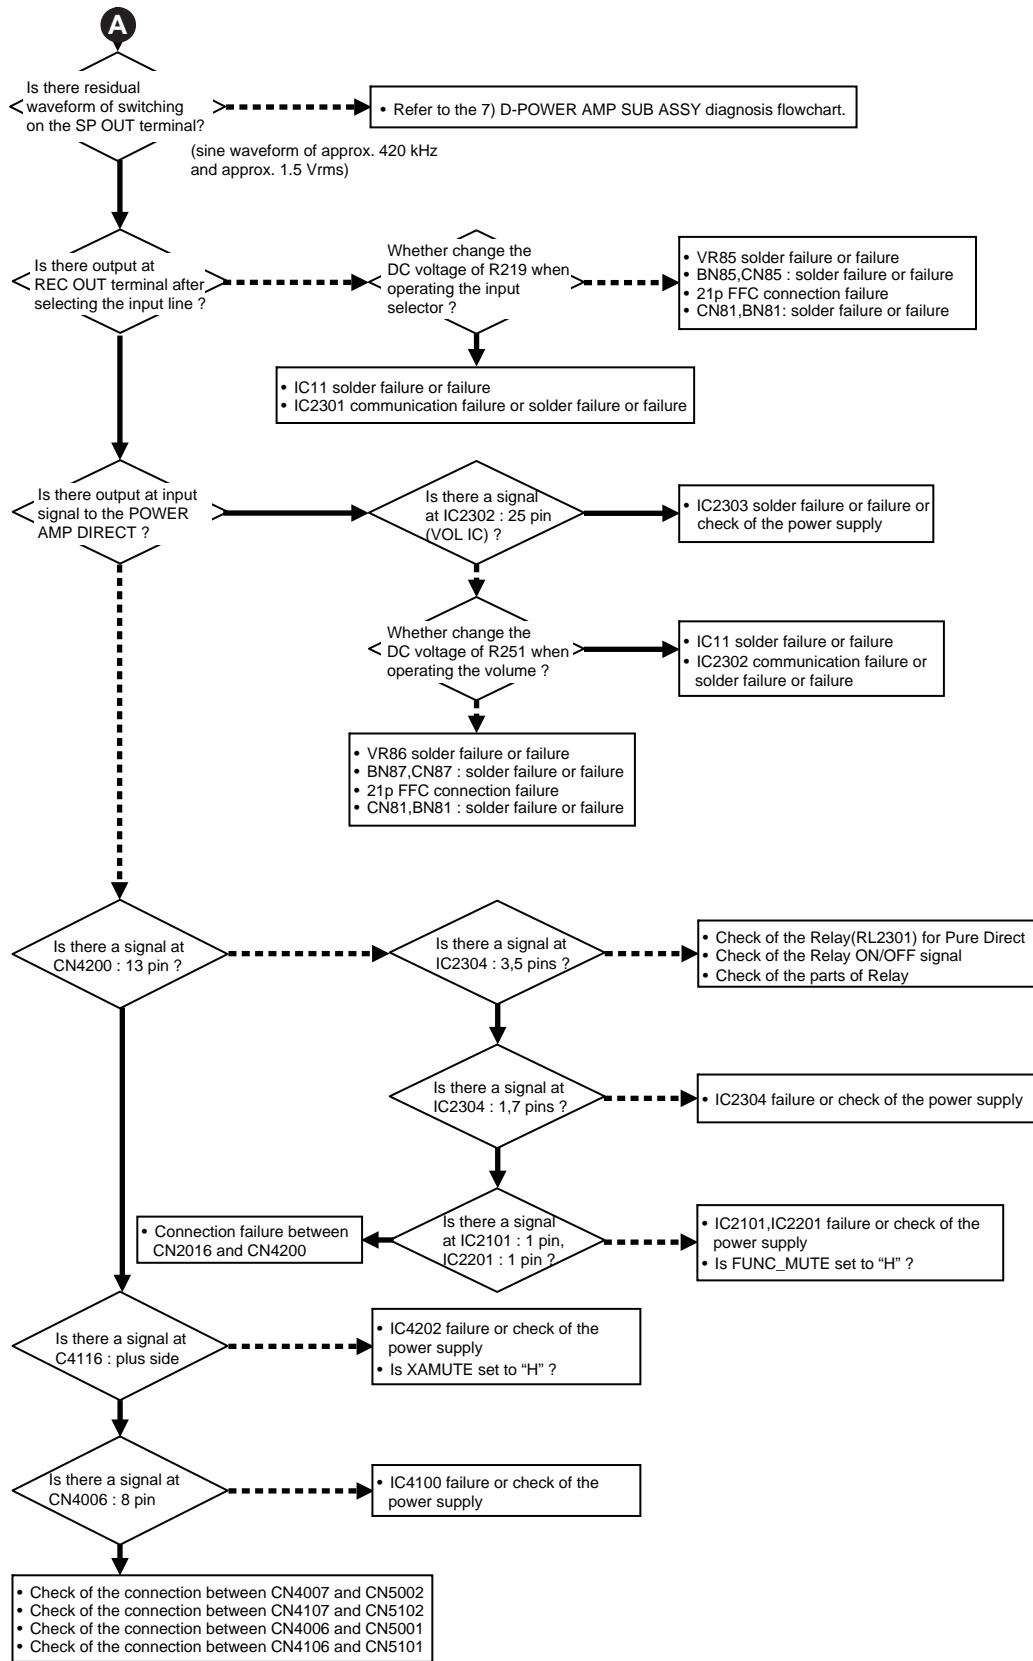 A
Is there residual
waveform of switching
on the SP OUT terminal?
• Refer to the 7) D-POWER AMP SUB ASSY diagnosis flowchart.
(sine waveform of approx. 420 kHz
and approx. 1.5 Vrms)
Is there output at
REC OUT terminal after
selecting the input line ?
Whether change the
DC voltage of R219 when
operating the input
selector ?
• VR85 solder failure or failure
• BN85,CN85 : solder failure or failure
• 21p FFC connection failure
• CN81,BN81: solder failure or failure
• IC11 solder failure or failure
• IC2301 communication failure or solder failure or failure
Is there output at input
signal to the POWER
AMP DIRECT ?
Is there a signal
at IC2302 : 25 pin
(VOL IC) ?
• IC2303 solder failure or failure or
check of the power supply
Whether change the
DC voltage of R251 when
operating the volume ?
• IC11 solder failure or failure
• IC2302 communication failure or
solder failure or failure
• VR86 solder failure or failure
• BN87,CN87 : solder failure or failure
• 21p FFC connection failure
• CN81,BN81 : solder failure or failure
Is there a signal at
CN4200 : 13 pin ?
Is there a signal at
IC2304 : 3,5 pins ?
• Check of the Relay(RL2301) for Pure Direct
• Check of the Relay ON/OFF signal
• Check of the parts of Relay
Is there a signal at
IC2304 : 1,7 pins ?
• IC2304 failure or check of the power supply
• Connection failure between
CN2016 and CN4200
Is there a signal
at IC2101 : 1 pin,
IC2201 : 1 pin ?
• IC2101,IC2201 failure or check of the
power supply
• Is FUNC_MUTE set to “H” ?
Is there a signal at
C4116 : plus side
• IC4202 failure or check of the
power supply
• Is XAMUTE set to “H” ?
Is there a signal at
CN4006 : 8 pin
• IC4100 failure or check of the
power supply
• Check of the connection between CN4007 and CN5002
• Check of the connection between CN4107 and CN5102
• Check of the connection between CN4006 and CN5001
• Check of the connection between CN4106 and CN5101